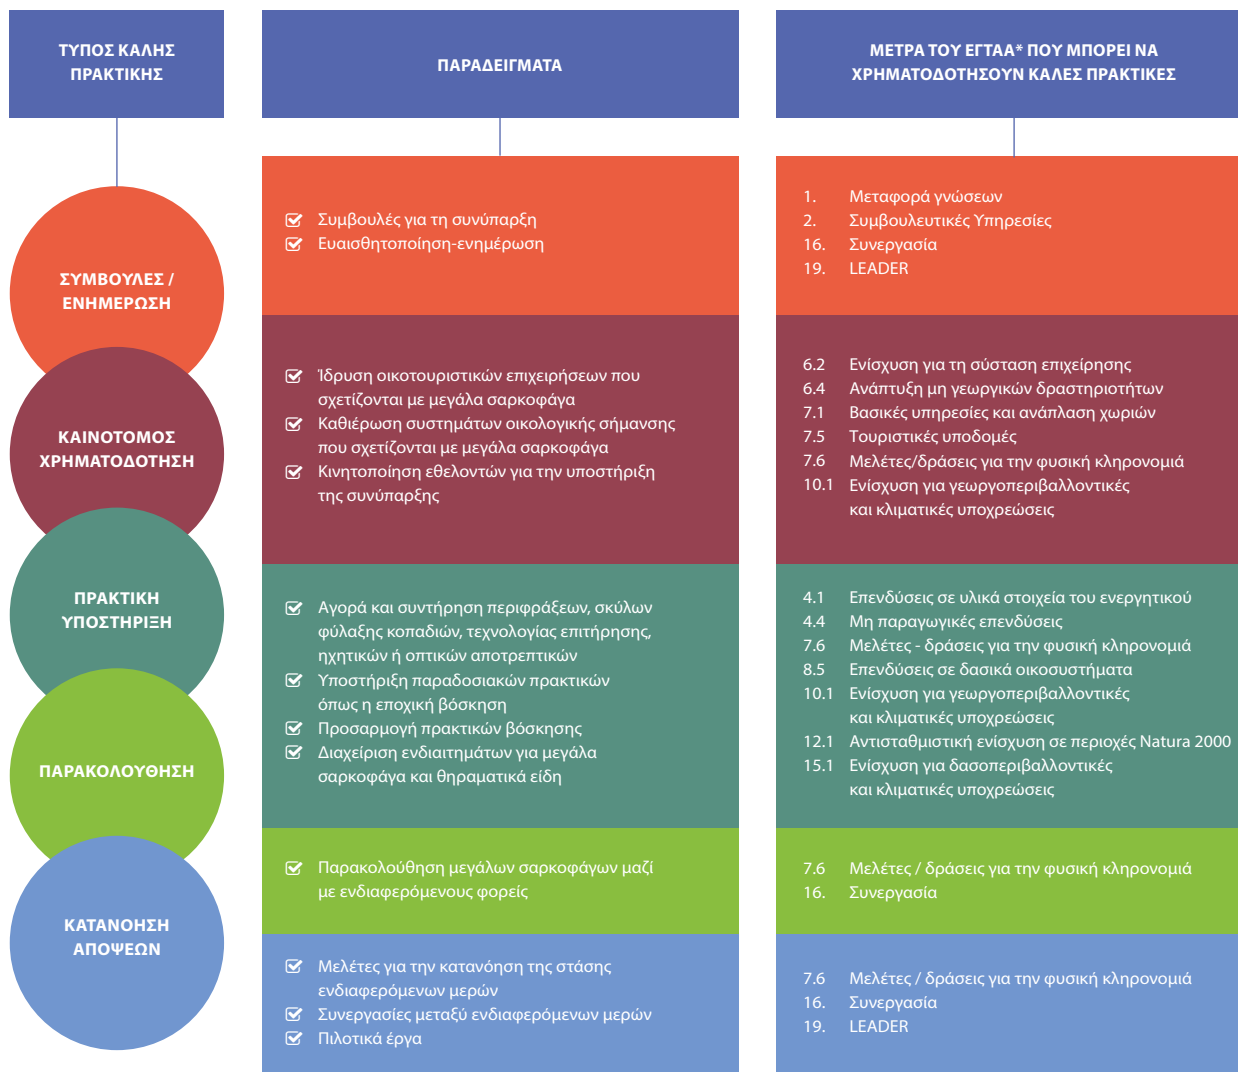 ΤΥΠΟΣ ΚΑΛΗΣ
ΠΡΑΚΤΙΚΗΣ
ΠΑΡΑΔΕΙΓΜΑΤΑ
ΜΕΤΡΑ ΤΟΥ ΕΓΤΑΑ* ΠΟΥ ΜΠΟΡΕΙ ΝΑ
ΧΡΗΜΑΤΟΔΟΤΗΣΟΥΝ ΚΑΛΕΣ ΠΡΑΚΤΙΚΕΣ
ΣΥΜΒΟΥΛΕΣ /
ΕΝΗΜΕΡΩΣΗ
Συμβουλές για τη συνύπαρξη
Ευαισθητοποίηση-ενημέρωση
1. Μεταφορά γνώσεων
2. Συμβουλευτικές Υπηρεσίες
16. Συνεργασία
19. LEADER
ΚΑΙΝΟΤΟΜΟΣ
ΧΡΗΜΑΤΟΔΟΤΗΣΗ
Ίδρυση οικοτουριστικών επιχειρήσεων που
σχετίζονται με μεγάλα σαρκοφάγα
Καθιέρωση συστημάτων οικολογικής σήμανσης
που σχετίζονται με μεγάλα σαρκοφάγα
Κινητοποίηση εθελοντών για την υποστήριξη
της συνύπαρξης
6.2 Ενίσχυση για τη σύσταση επιχείρησης
6.4 Ανάπτυξη μη γεωργικών δραστηριοτήτων
7.1 Βασικές υπηρεσίες και ανάπλαση χωριών
7.5 Τουριστικές υποδομές
7.6 Μελέτες/δράσεις για την φυσική κληρονομιά
10.1 Ενίσχυση για γεωργοπεριβαλλοντικές
και κλιματικές υποχρεώσεις
ΠΡΑΚΤΙΚΗ
ΥΠΟΣΤΗΡΙΞΗ
Αγορά και συντήρηση περιφράξεων, σκύλων
φύλαξης κοπαδιών, τεχνολογίας επιτήρησης,
ηχητικών ή οπτικών αποτρεπτικών
Υποστήριξη παραδοσιακών πρακτικών
όπως η εποχική βόσκηση
Προσαρμογή πρακτικών βόσκησης
Διαχείριση ενδιαιτημάτων για μεγάλα
σαρκοφάγα και θηραματικά είδη
4.1 Επενδύσεις σε υλικά στοιχεία του ενεργητικού
4.4 Μη παραγωγικές επενδύσεις
7.6 Μελέτες - δράσεις για την φυσική κληρονομιά
8.5 Επενδύσεις σε δασικά οικοσυστήματα
10.1 Ενίσχυση για γεωργοπεριβαλλοντικές
και κλιματικές υποχρεώσεις
12.1 Αντισταθμιστική ενίσχυση σε περιοχές Natura 2000
15.1 Ενίσχυση για δασοπεριβαλλοντικές
και κλιματικές υποχρεώσεις
ΠΑΡΑΚΟΛΟΥΘΗΣΗ
Παρακολούθηση μεγάλων σαρκοφάγων μαζί
με ενδιαφερόμενους φορείς
7.6 Μελέτες / δράσεις για την φυσική κληρονομιά
16. Συνεργασία
ΚΑΤΑΝΟΗΣΗ
ΑΠΟΨΕΩΝ
Μελέτες για την κατανόηση της στάσης
ενδιαφερόμενων μερών
Συνεργασίες μεταξύ ενδιαφερόμενων μερών
Πιλοτικά έργα
7.6 Μελέτες / δράσεις για την φυσική κληρονομιά
16. Συνεργασία
19. LEADER